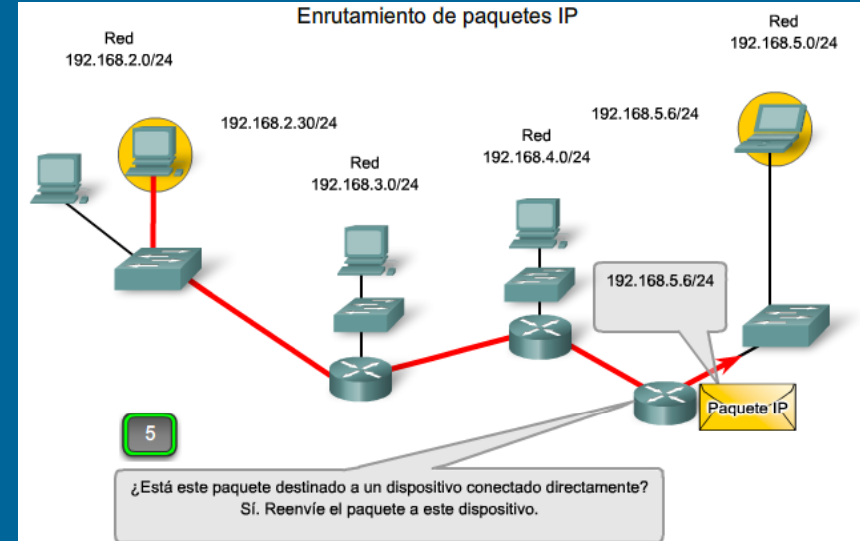 Enrutamiento de paquetes IP
Red
192.168.2.0/24
192.168.2.30/24
Red
192.168.3.0/24
Red
192.168.4.0/24
192.168.5.6/24
Red
192.168.5.0/24
192.168.5.6/24
Paquete IP
5
¿Está este paquete destinado a un dispositivo conectado directamente?
Sí. Reenvíe el paquete a este dispositivo.